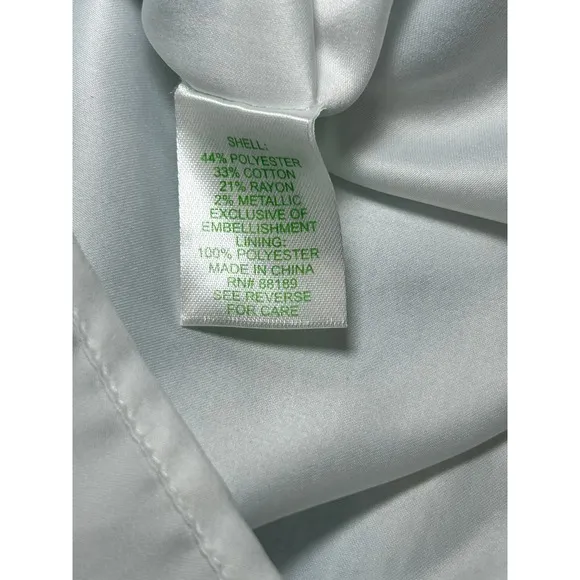 SHELL:
44% POLYESTER
33% COTTON
21% RAYON
2% METALLIC
EXCLUSIVE OF
EMBELLISHMENT
LINING:
100% POLYESTER
MADE IN CHINA
RN# 88189
SEE REVERSE
FOR CARE